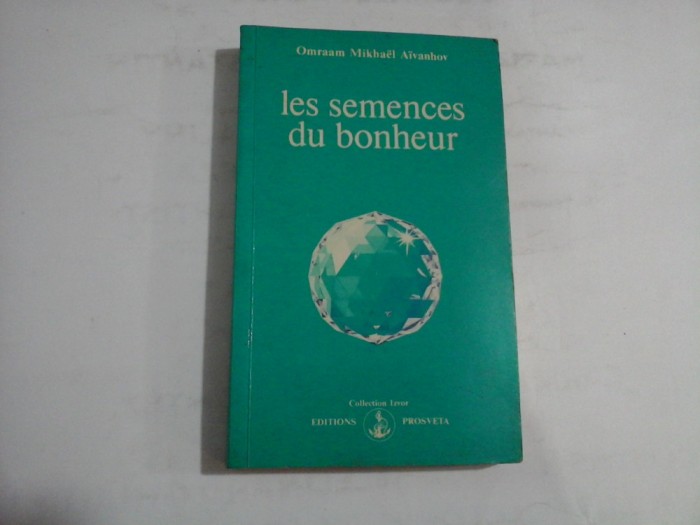 Omraam Mikhaël Aïvanhov
les semences
du bonheur
Collection Izvor
EDITIONS PROSVETA